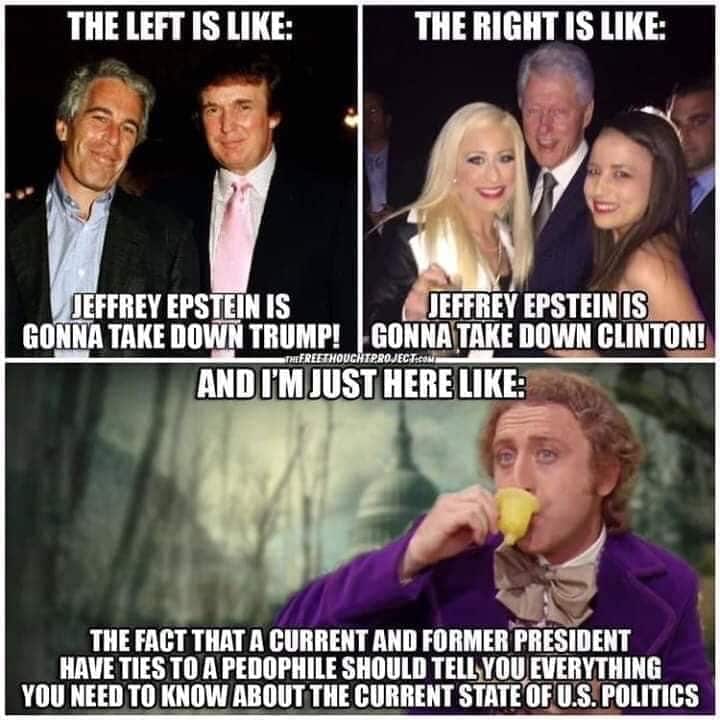 THE LEFT IS LIKE:
JEFFREY EPSTEIN IS
GONNA TAKE DOWN TRUMP!
THE RIGHT IS LIKE:
JEFFREY EPSTEIN IS
GONNA TAKE DOWN CLINTON!
THEFREETHOUGHTPROJECT.COM
AND I'M JUST HERE LIKE:
THE FACT THAT A CURRENT AND FORMER PRESIDENT
HAVE TIES TO A PEDOPHILE SHOULD TELL YOU EVERYTHING
YOU NEED TO KNOW ABOUT THE CURRENT STATE OF U.S. POLITICS